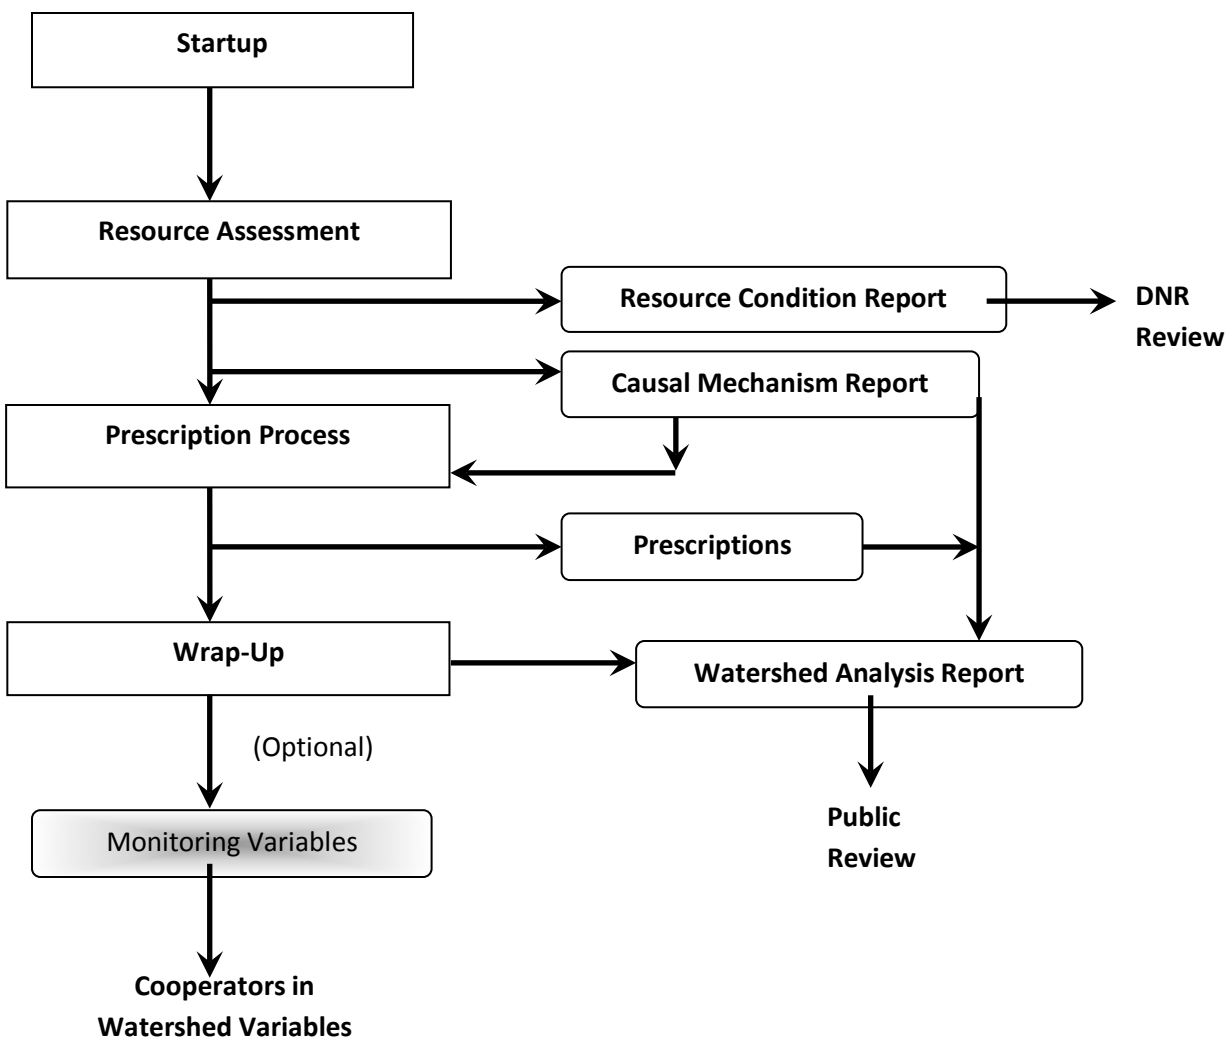 Startup
Resource Assessment
Resource Condition Report
DNR
Review
Causal Mechanism Report
Prescription Process
Prescriptions
Wrap-Up
Watershed Analysis Report
(Optional)
Public
Review
Monitoring Variables
Cooperators in
Watershed Variables